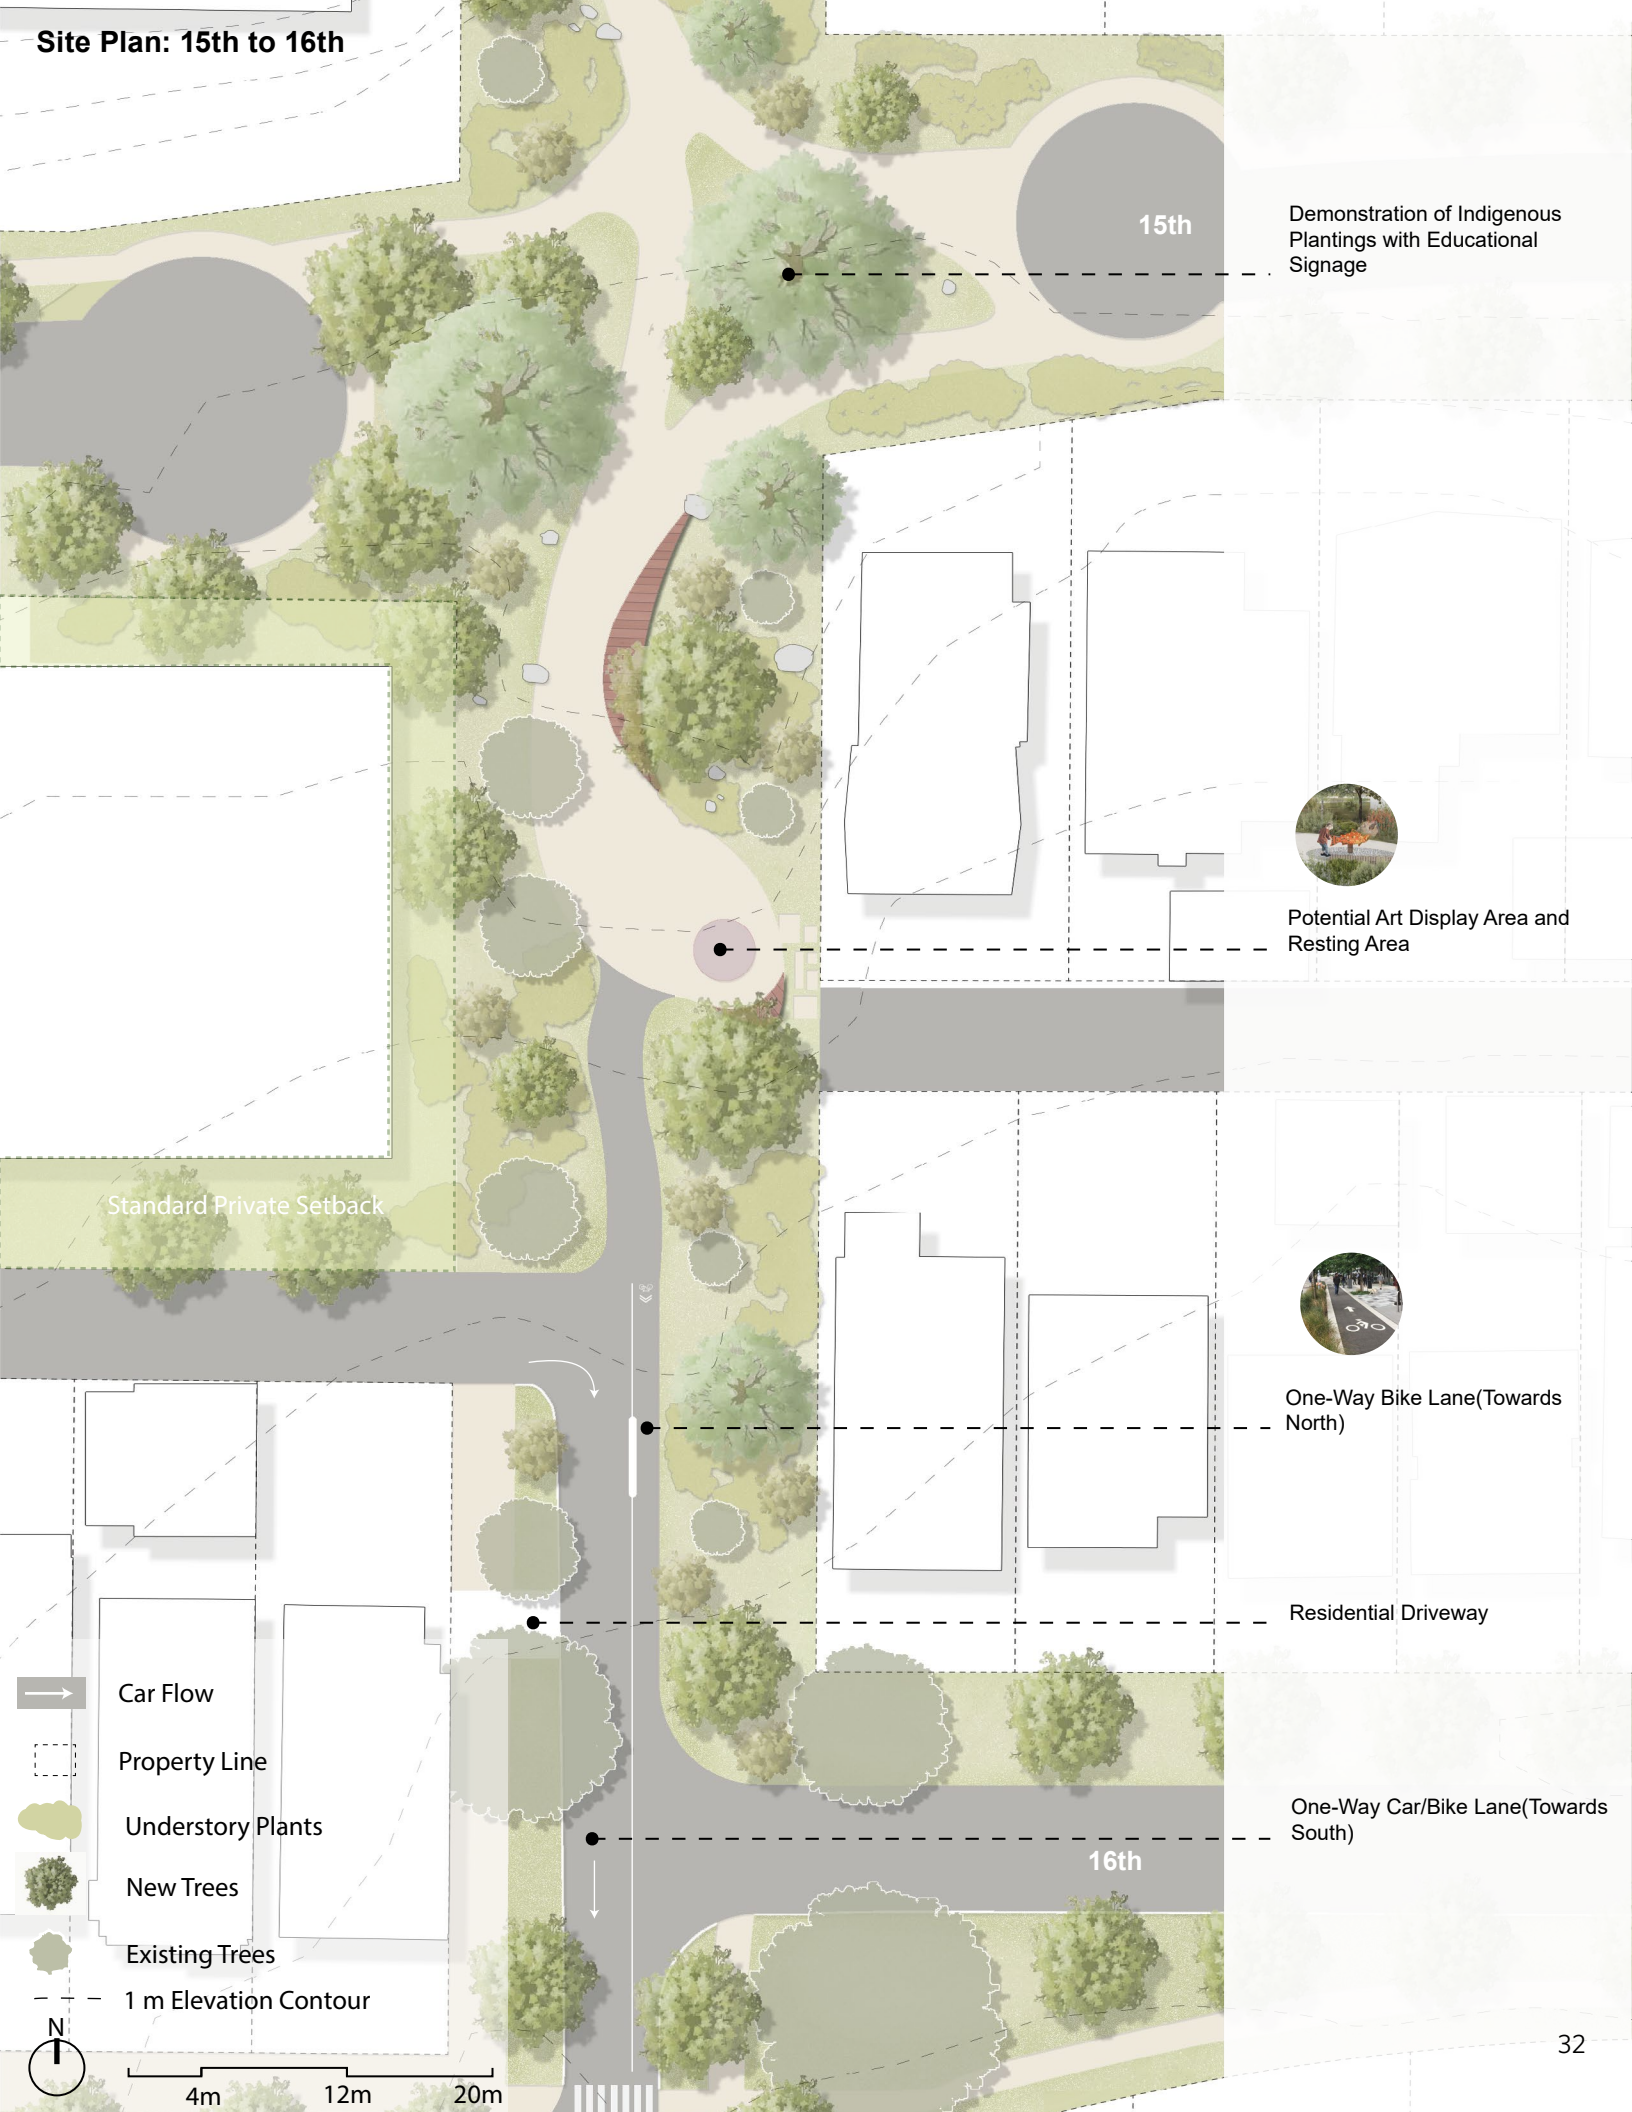 Site Plan: 15th to 16th
15th
Demonstration of Indigenous
Plantings with Educational
Signage
Potential Art Display Area and
Resting Area
Standard Private Setback
One-Way Bike Lane(Towards
North)
Residential Driveway
Car Flow
Property Line
Understory Plants
New Trees
Existing Trees
1 m Elevation Contour
One-Way Car/Bike Lane(Towards
South)
16th
N
4m
12m
20m
32